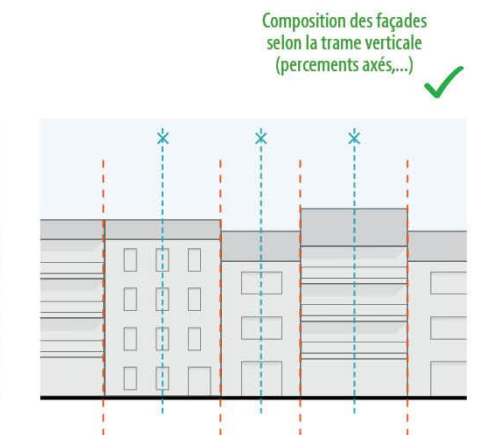 Composition des façades
selon la trame verticale
(percements axés,...)